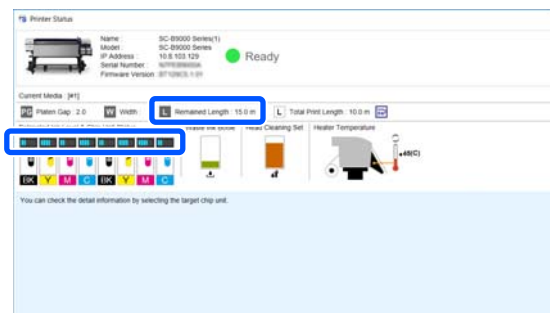 Printer Status
Name : SC-B9000 Series(1)
Model : SC-B9000 Series
IP Address : 10.8.103.129
Serial Number :
Firmware Version :
Ready
Current Media : [#1]
PG Platen Gap : 2.0 W Width : L Remained Length : 15.0 m L Total Print Length : 10.0 m
Head Cleaning Set Heater Temperature
-48(C)
BK Y M C BK Y M C
You can check the detail information by selecting the target chip unit.